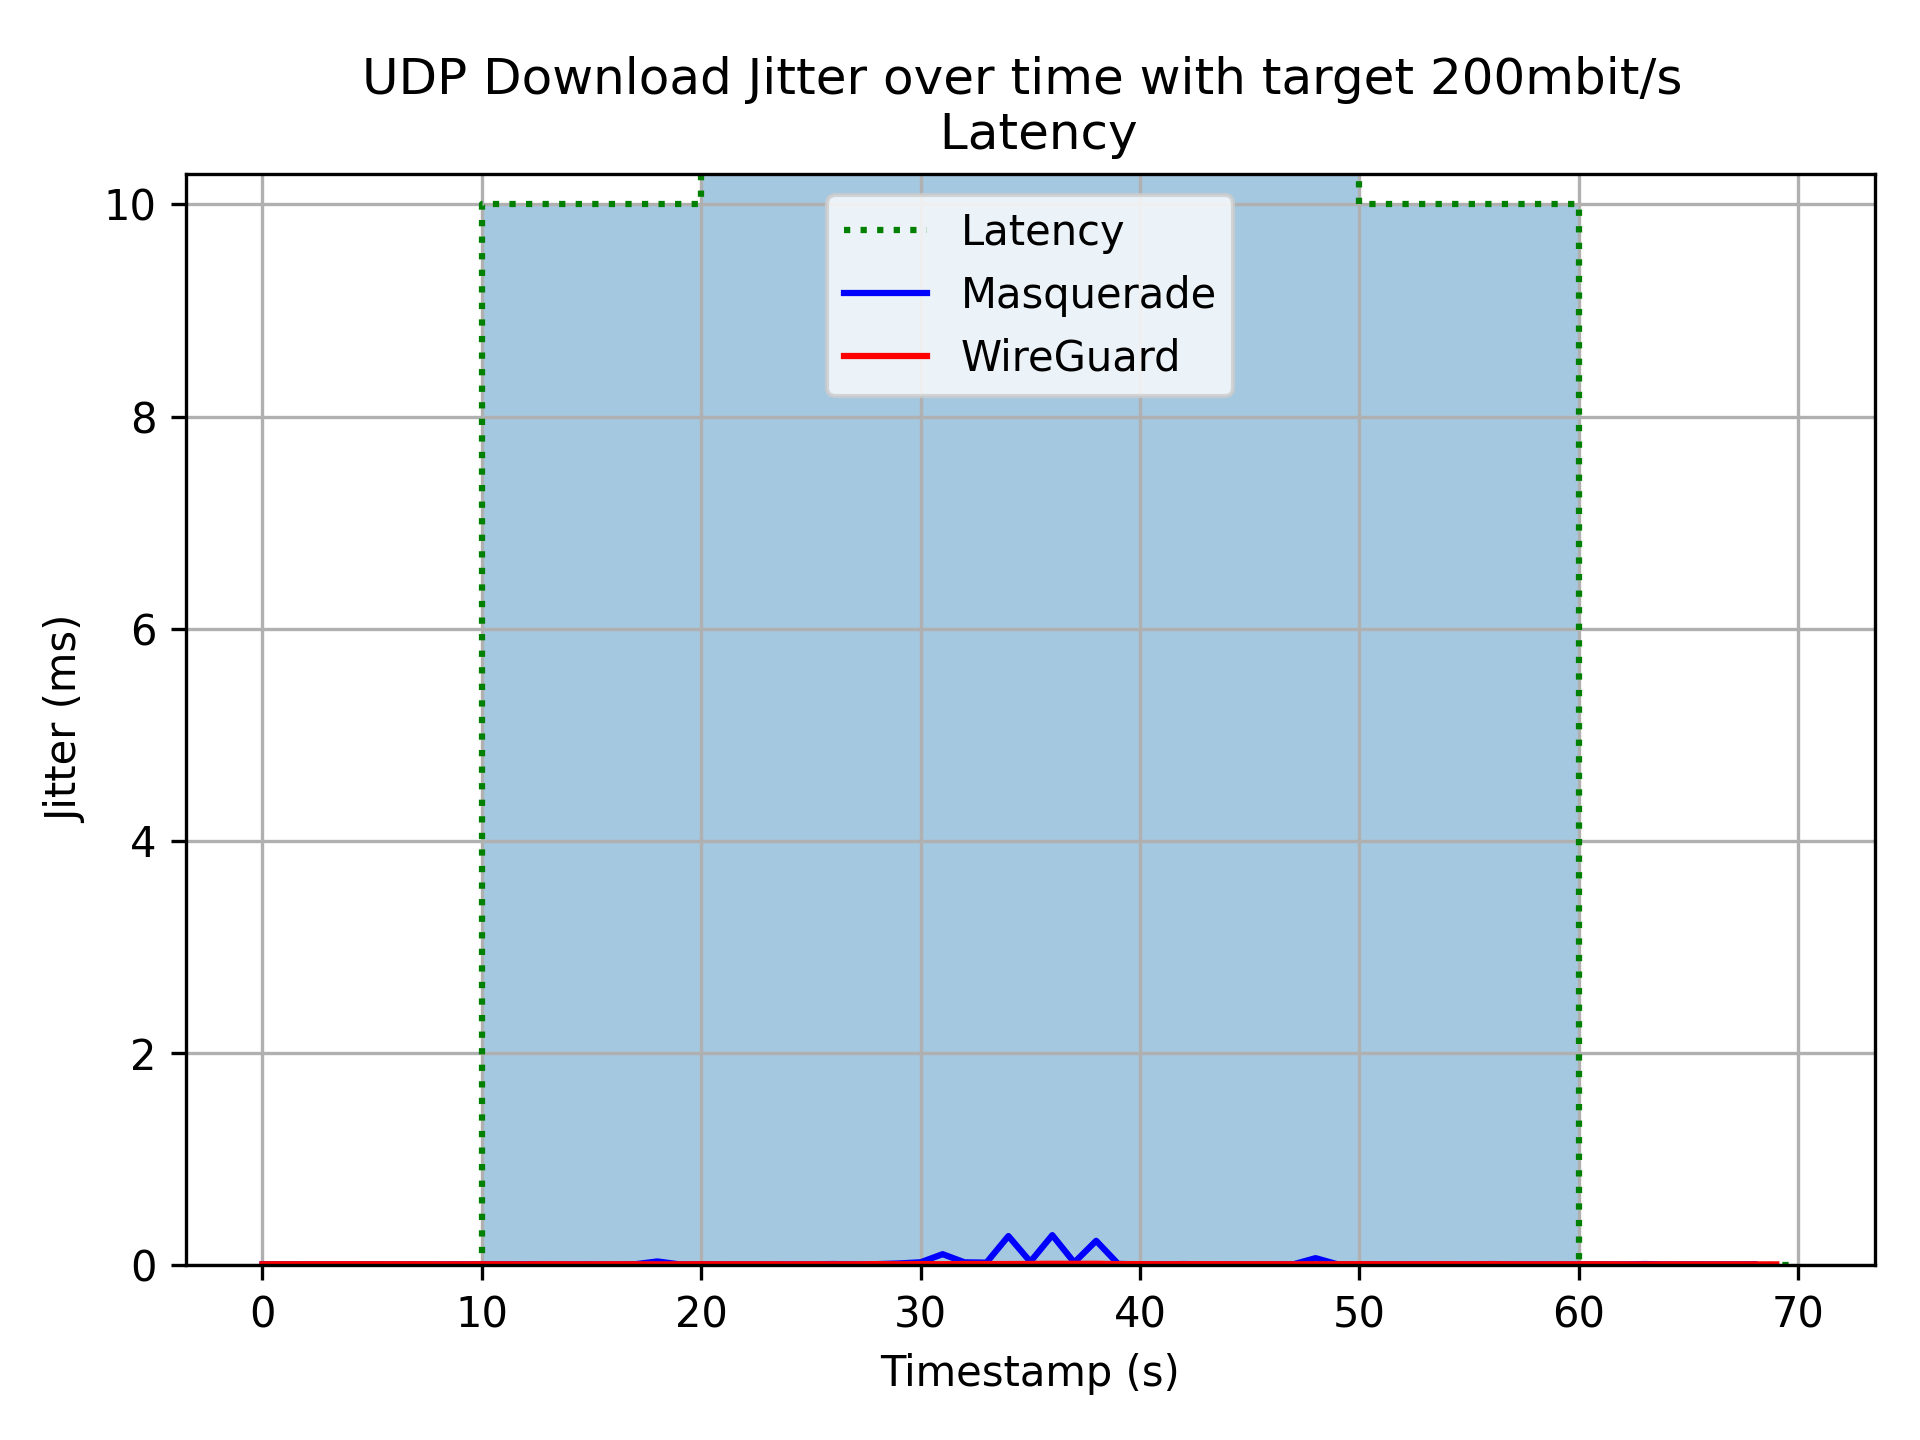 UDP Download Jitter over time with target 200mbit/s
Latency
10
8
6
4
2
0
Jitter (ms)
Latency
Masquerade
WireGuard
0 10 20 30 40 50 60 70
Timestamp (s)